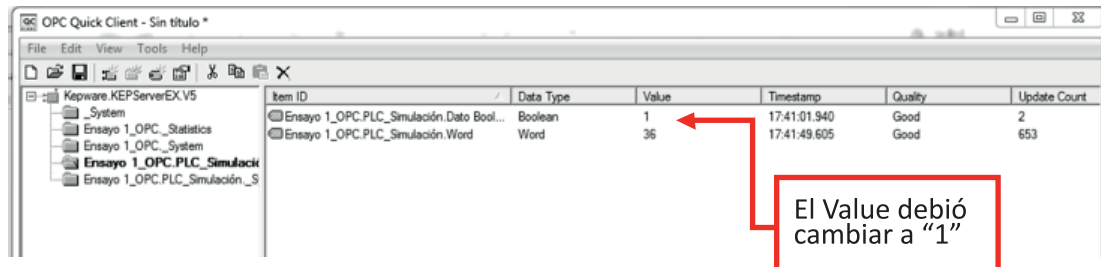 OPC Quick Client - Sin título *
File Edit View Tools Help
Kepware.KEPServerEX.V5
_System
Ensayo 1_OPC._Statistics
Ensayo 1_OPC._System
Ensayo 1_OPC.PLC_Simulació
Ensayo 1_OPC.PLC_Simulación._S
Item ID Data Type Value Timestamp Quality Update Count
Ensayo 1_OPC.PLC_Simulación.Dato Bool... Boolean 1 17:41:01.940 Good 2
Ensayo 1_OPC.PLC_Simulación.Word Word 36 17:41:49.605 Good 653
El Value debió
cambiar a “1”